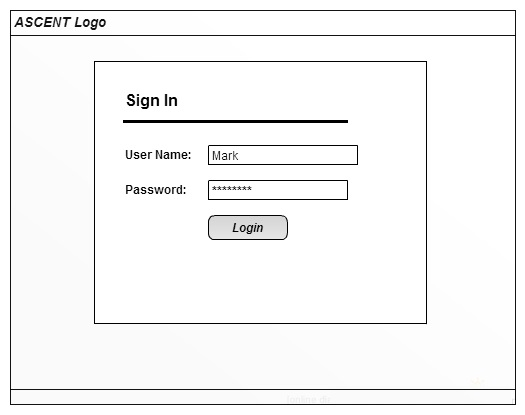 ASCENT Logo
Sign In
User Name: Mark
Password: ********
Login